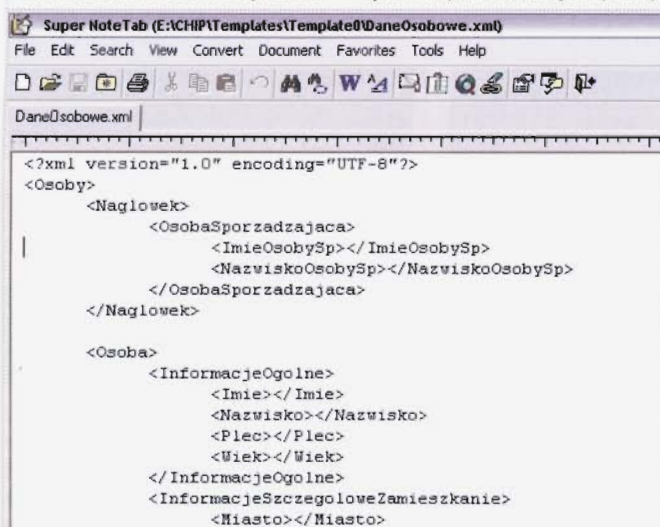 Super NoteTab (E:\CHIP\Templates\Template0\DaneOsobowe.xml)
File Edit Search View Convert Document Favorites Tools Help
DaneOsobowe.xml
<?xml version="1.0" encoding="UTF-8"?>
<Osoby>
<Naglowek>
<OsobaSporzadzajaca>
<ImieOsobySp></ImieOsobySp>
<NazwiskoOsobySp></NazwiskoOsobySp>
</OsobaSporzadzajaca>
</Naglowek>
<Osoba>
<InformacjeOgolne>
<Imie></Imie>
<Nazwisko></Nazwisko>
<Plec></Plec>
<Wiek></Wiek>
</InformacjeOgolne>
<InformacjeSzczegoloweZamieszkanie>
<Miasto></Miasto>